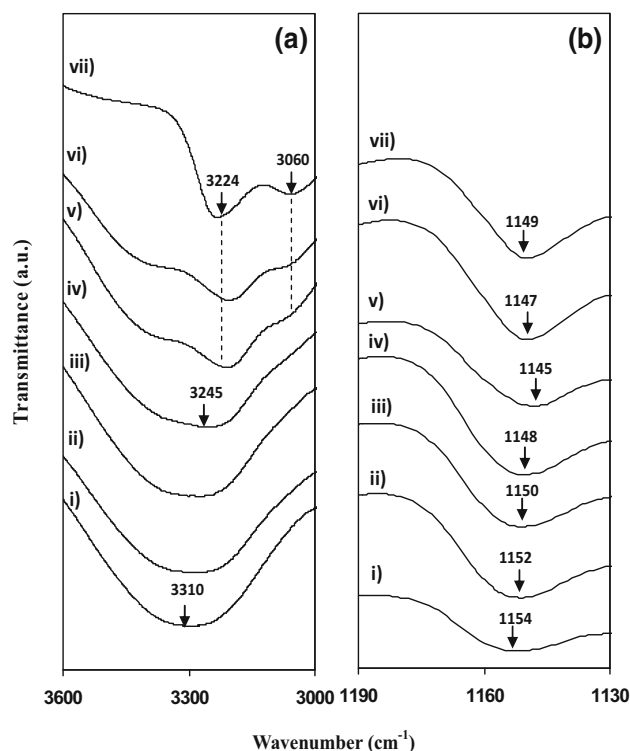 (a)
vii)
3224
3060
vi)
v)
iv)
iii)
3245
ii)
i)
3310
3600
3300
3000
(b)
vii)
1149
vi)
1147
v)
1145
iv)
1148
iii)
1150
ii)
1152
i)
1154
1190
1160
1130
Transmittance (a.u.)
Wavenumber (cm-1)